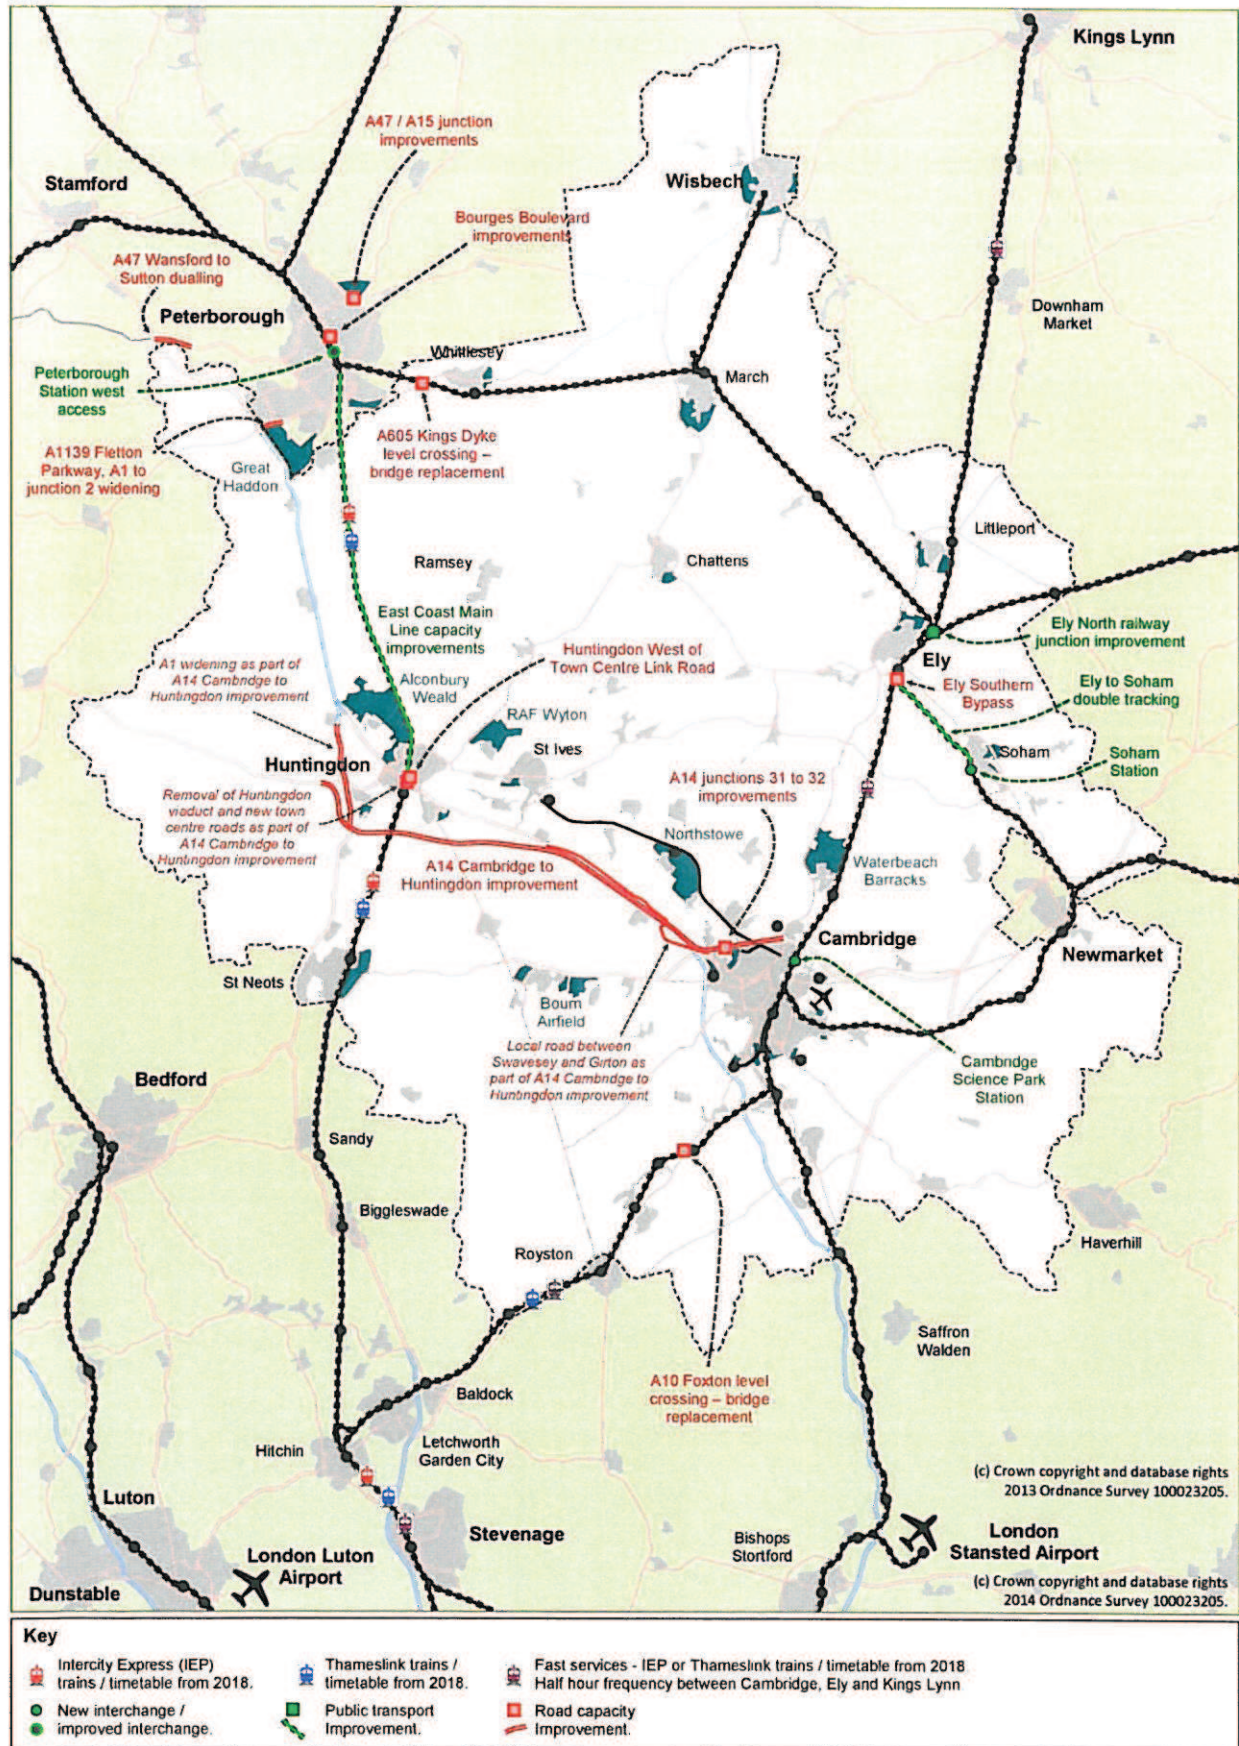 Kings Lynn
A47 / A15 junction
improvements
Stamford
Wisbech
Bourges Boulevard
improvements
A47 Wansford to
Sutton dualling
Downham
Market
Peterborough
Whittlesey
Peterborough
Station west
access
March
A605 Kings Dyke
level crossing –
bridge replacement
A1139 Fletton
Parkway, A1 to
junction 2 widening
Great
Haddon
Littleport
Ramsey
Chatteris
East Coast Main
Line capacity
improvements
Ely North railway
junction improvement
Huntingdon West of
Town Centre Link Road
Ely
A1 widening as part of
A14 Cambridge to
Huntingdon improvement
Alconbury
Weald
Ely Southern
Bypass
Ely to Soham
double tracking
RAF Wyton
St Ives
Soham
Soham
Station
Huntingdon
A14 junctions 31 to 32
improvements
Removal of Huntingdon
viaduct and new town
centre roads as part of
A14 Cambridge to
Huntingdon improvement
Northstowe
A14 Cambridge to
Huntingdon improvement
Waterbeach
Barracks
Cambridge
Newmarket
St Neots
Bourn
Airfield
Local road between
Swavesey and Girton as
part of A14 Cambridge to
Huntingdon improvement
Cambridge
Science Park
Station
Bedford
Sandy
Biggleswade
Royston
Haverhill
Saffron
Walden
A10 Foxton level
crossing – bridge
replacement
Baldock
Hitchin
Letchworth
Garden City
(c) Crown copyright and database rights
2013 Ordnance Survey 100023205.
Luton
Stevenage
Bishops
Stortford
London
Stansted Airport
London Luton
Airport
Dunstable
(c) Crown copyright and database rights
2014 Ordnance Survey 100023205.
Key
Intercity Express (IEP)
trains / timetable from 2018.
Thameslink trains /
timetable from 2018.
Fast services - IEP or Thameslink trains / timetable from 2018
Half hour frequency between Cambridge, Ely and Kings Lynn
New interchange /
improved interchange.
Public transport
Improvement.
Road capacity
Improvement.